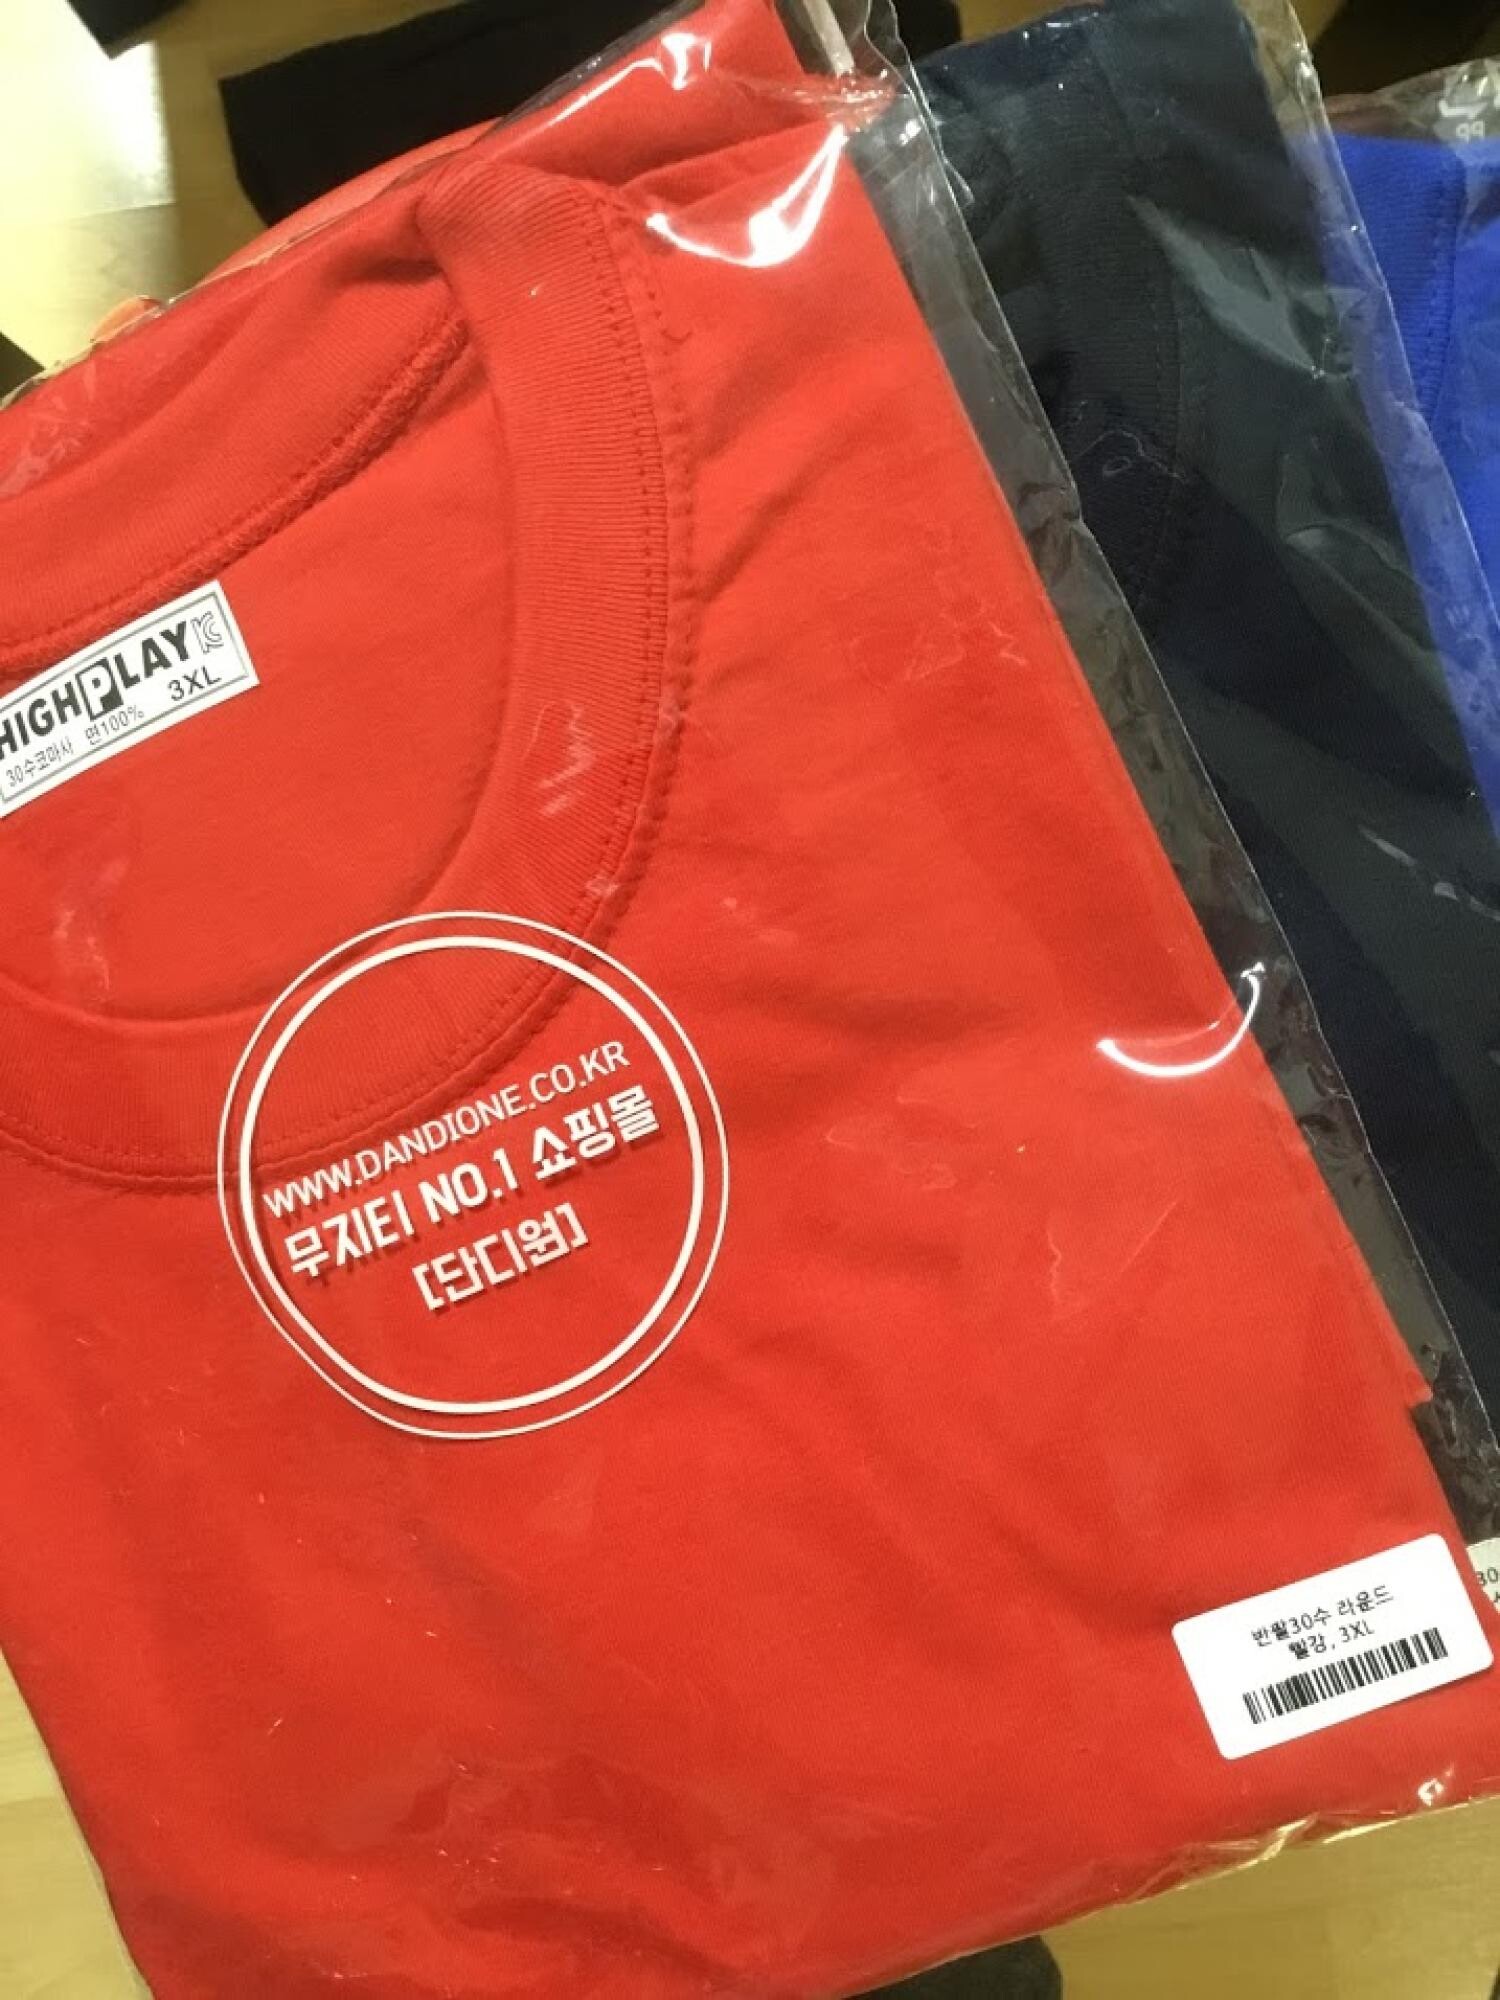 HIGHPLAY
3XL
30수코마사 면100%
WWW.DANDIONE.CO.KR
무지티 NO.1 쇼핑몰
[단디원]
반팔30수 라운드
빨강, 3XL